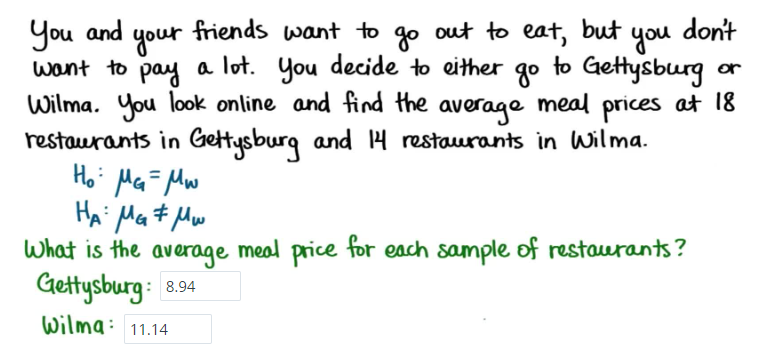 You and your friends want to go out to eat, but you don't
want to pay a lot. You decide to either go to Gettysburg or
Wilma. You look online and find the average meal prices at 18
restaurants in Gettysburg and 14 restaurants in Wilma.
H₀: μG = μW
HA: μG ≠ μW
What is the average meal price for each sample of restaurants?
Gettysburg: 8.94
Wilma: 11.14